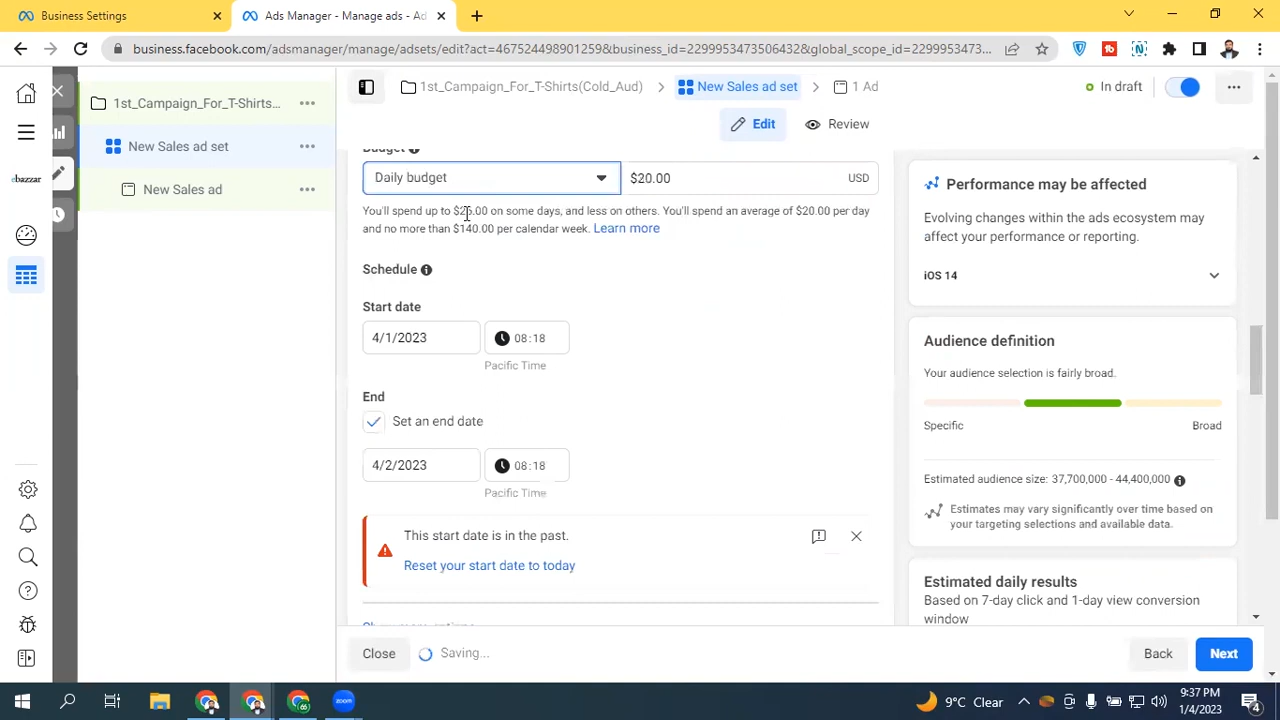 Business Settings
Ads Manager - Manage ads - Ad
business.facebook.com/adsmanager/manage/adsets/edit?act=467524498901259&business_id=2299953473506432&global_scope_id=2299953473...
1st_Campaign_For_T-Shirts...
New Sales ad set
New Sales ad
ebazzar
1st_Campaign_For_T-Shirts(Cold_Aud)
New Sales ad set
1 Ad
In draft
Edit
Review
Budget
Daily budget
$20.00
USD
You'll spend up to $25.00 on some days, and less on others. You'll spend an average of $20.00 per day
and no more than $140.00 per calendar week. Learn more
Schedule
Start date
4/1/2023
08:18
Pacific Time
End
Set an end date
4/2/2023
08:18
Pacific Time
This start date is in the past.
Reset your start date to today
Performance may be affected
Evolving changes within the ads ecosystem may
affect your performance or reporting.
iOS 14
Audience definition
Your audience selection is fairly broad.
Specific
Broad
Estimated audience size: 37,700,000 - 44,400,000
Estimates may vary significantly over time based on
your targeting selections and available data.
Estimated daily results
Based on 7-day click and 1-day view conversion
window
Close
Saving...
Back
Next
9°C Clear
9:37 PM
1/4/2023
4